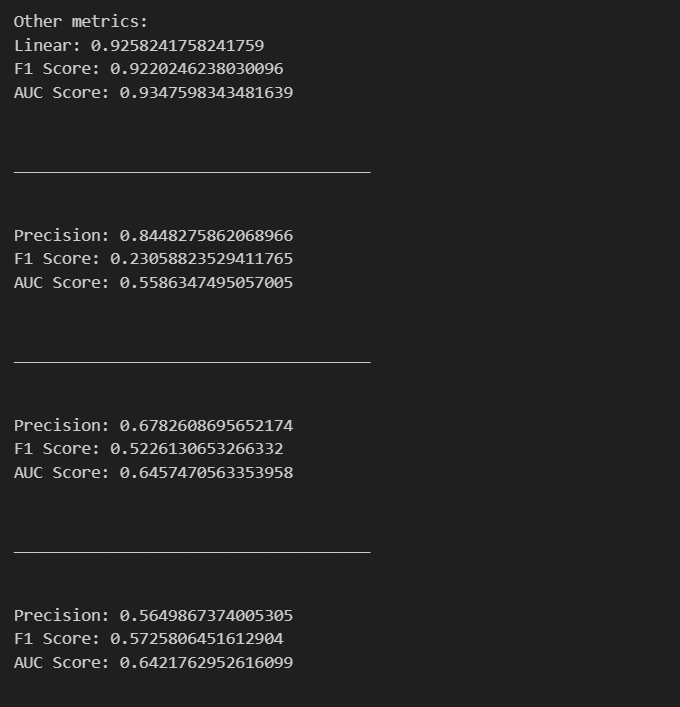 Other metrics:
Linear: 0.9258241758241759
F1 Score: 0.9220246238030096
AUC Score: 0.9347598343481639
_____________________________________
Precision: 0.8448275862068966
F1 Score: 0.23058823529411765
AUC Score: 0.5586347495057005
_____________________________________
Precision: 0.6782608695652174
F1 Score: 0.5226130653266332
AUC Score: 0.6457470563353958
_____________________________________
Precision: 0.5649867374005305
F1 Score: 0.5725806451612904
AUC Score: 0.6421762952616099